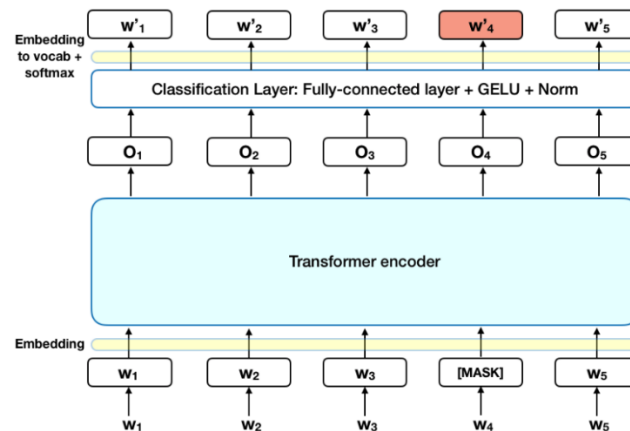 w'1 w'2 w'3 w'4 w'5
Embedding
to vocab +
softmax
Classification Layer: Fully-connected layer + GELU + Norm
O1 O2 O3 O4 O5
Transformer encoder
Embedding
w1 w2 w3 [MASK] w5
w1 w2 w3 w4 w5